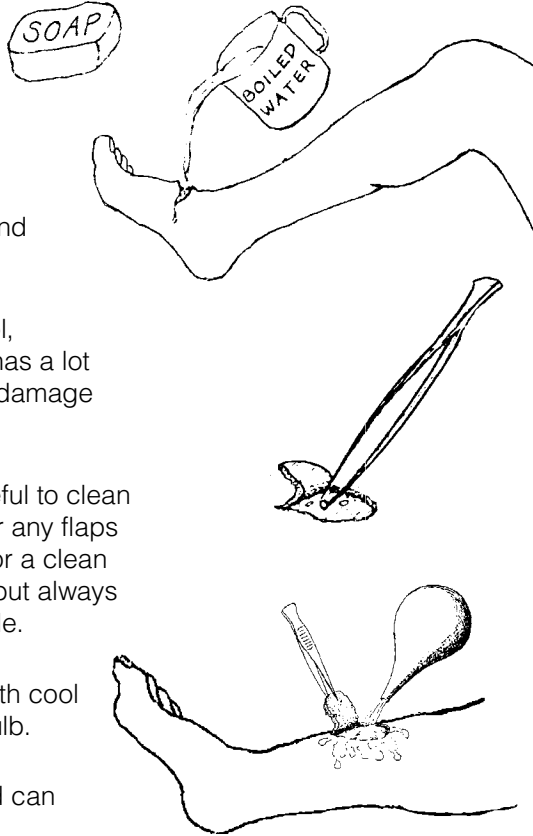 SOAP
BOILED
WATER
nd
l,
has a lot
damage
eful to clean
r any flaps
or a clean
but always
le.
th cool
ulb.
d can